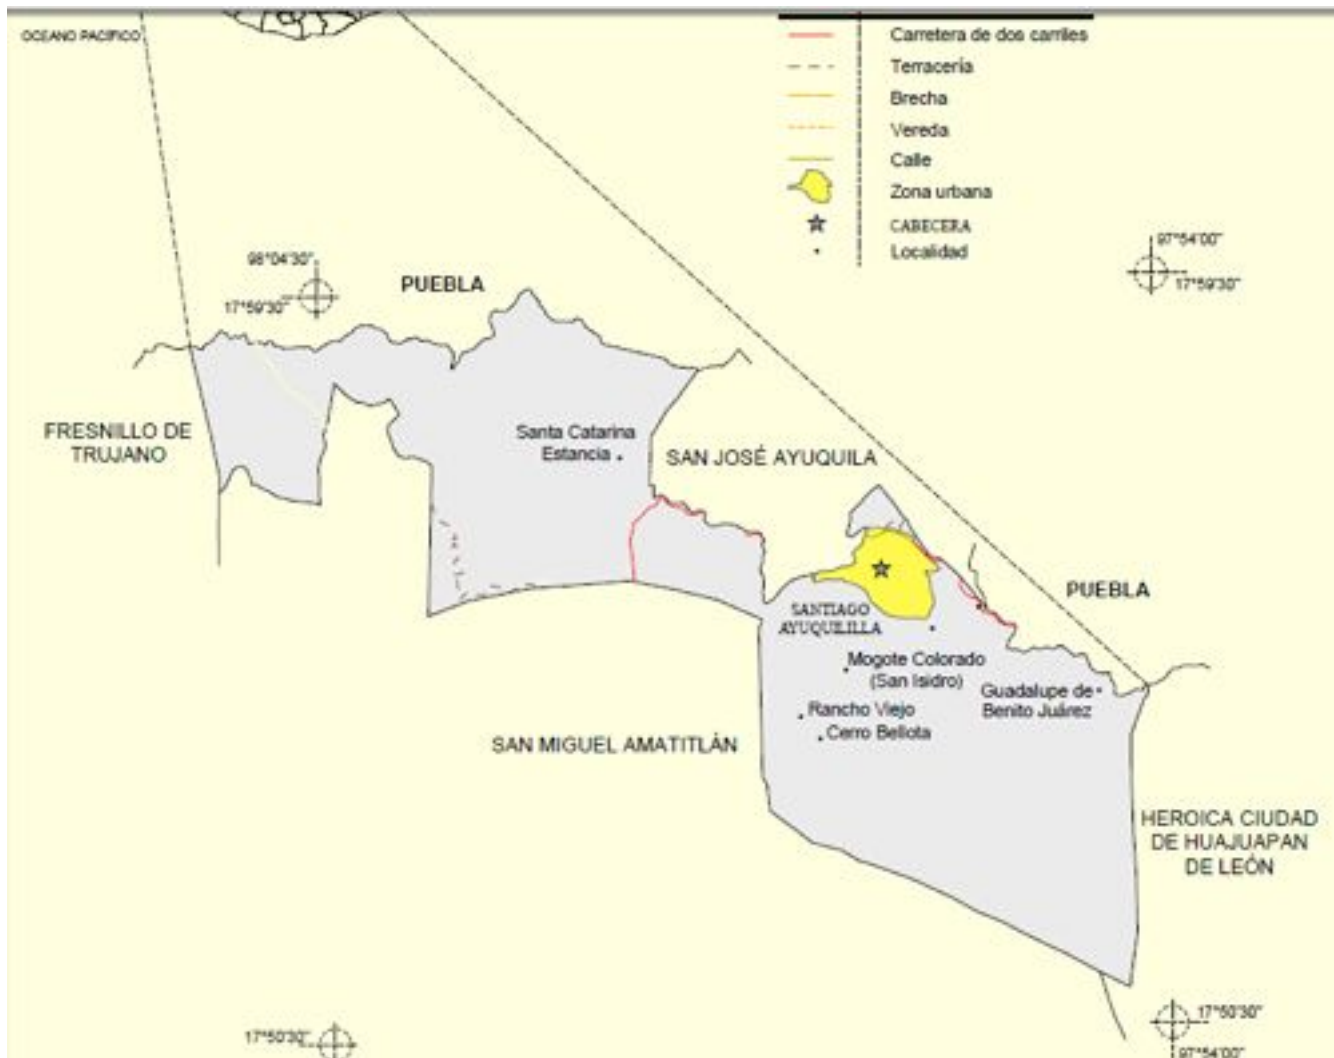 OCEANO PACÍFICO
Carretera de dos carriles
Terracería
Brecha
Vereda
Calle
Zona urbana
CABECERA
Localidad
98°04'30"
17°59'30"
PUEBLA
97°54'00"
17°59'30"
FRESNILLO DE
TRUJANO
Santa Catarina
Estancia
SAN JOSÉ AYUQUILA
PUEBLA
SANTIAGO
AYUQUILILLA
Mogote Colorado
(San Isidro)
Guadalupe de
Benito Juárez
Rancho Viejo
Cerro Bellota
SAN MIGUEL AMATITLÁN
HEROICA CIUDAD
DE HUAJUAPAN
DE LEÓN
17°50'30"
17°50'30"
97°54'00"